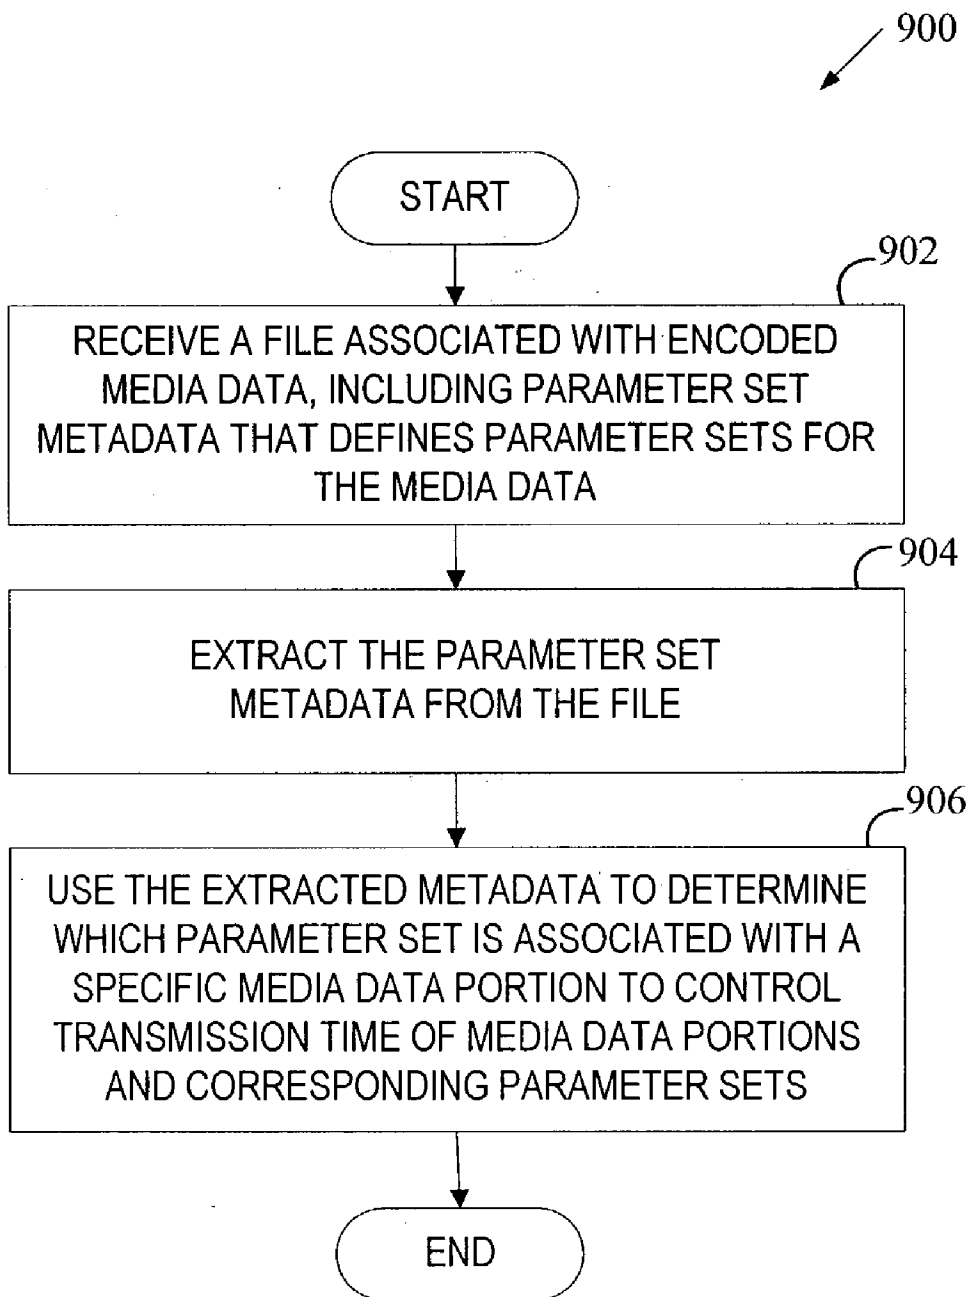 900
START
902
RECEIVE A FILE ASSOCIATED WITH ENCODED
MEDIA DATA, INCLUDING PARAMETER SET
METADATA THAT DEFINES PARAMETER SETS FOR
THE MEDIA DATA
904
EXTRACT THE PARAMETER SET
METADATA FROM THE FILE
906
USE THE EXTRACTED METADATA TO DETERMINE
WHICH PARAMETER SET IS ASSOCIATED WITH A
SPECIFIC MEDIA DATA PORTION TO CONTROL
TRANSMISSION TIME OF MEDIA DATA PORTIONS
AND CORRESPONDING PARAMETER SETS
END